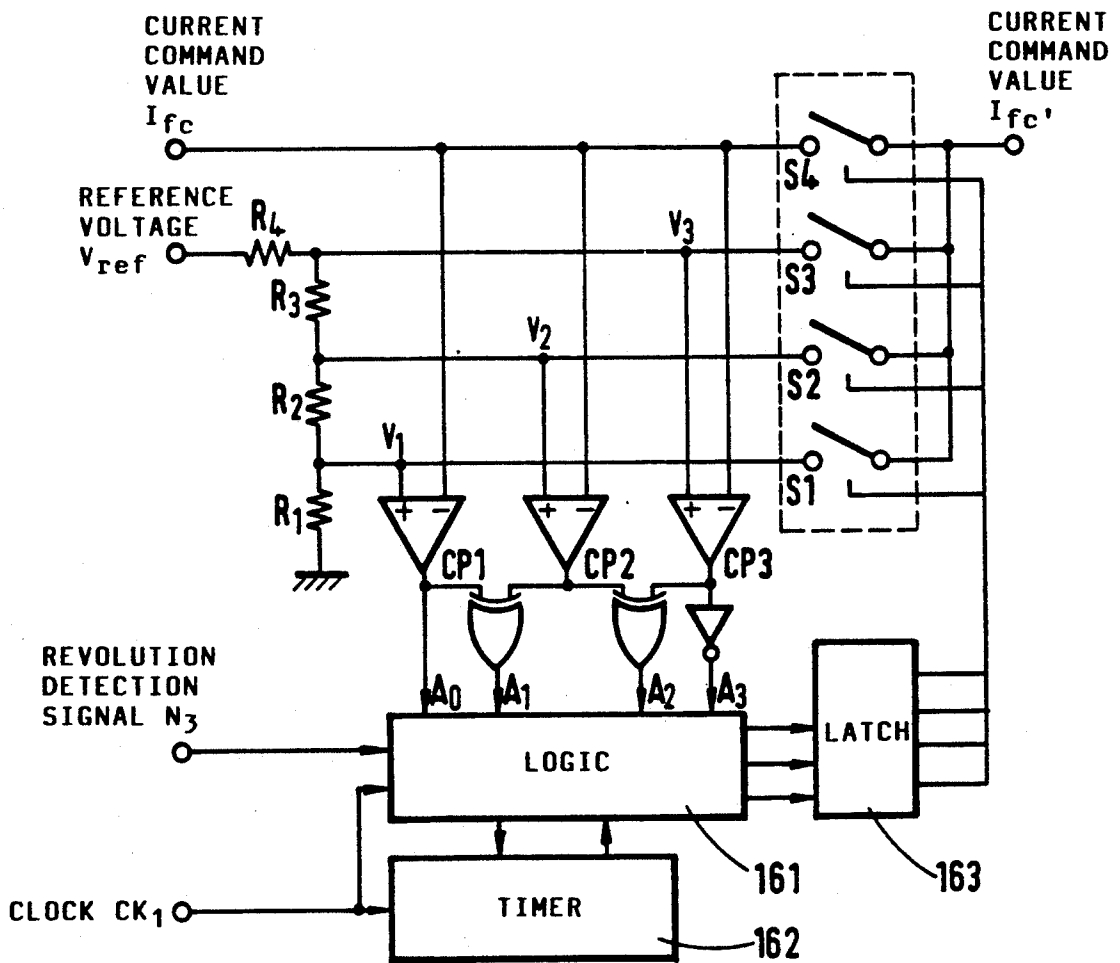 CURRENT
COMMAND
VALUE
Ifc
CURRENT
COMMAND
VALUE
Ifc'
REFERENCE
VOLTAGE
Vref
R4
R3
R2
R1
V3
V2
V1
S4
S3
S2
S1
+ −
+ −
+ −
CP1
CP2
CP3
REVOLUTION
DETECTION
SIGNAL N3
A0
A1
A2
A3
LOGIC
LATCH
161
163
CLOCK CK1
TIMER
162